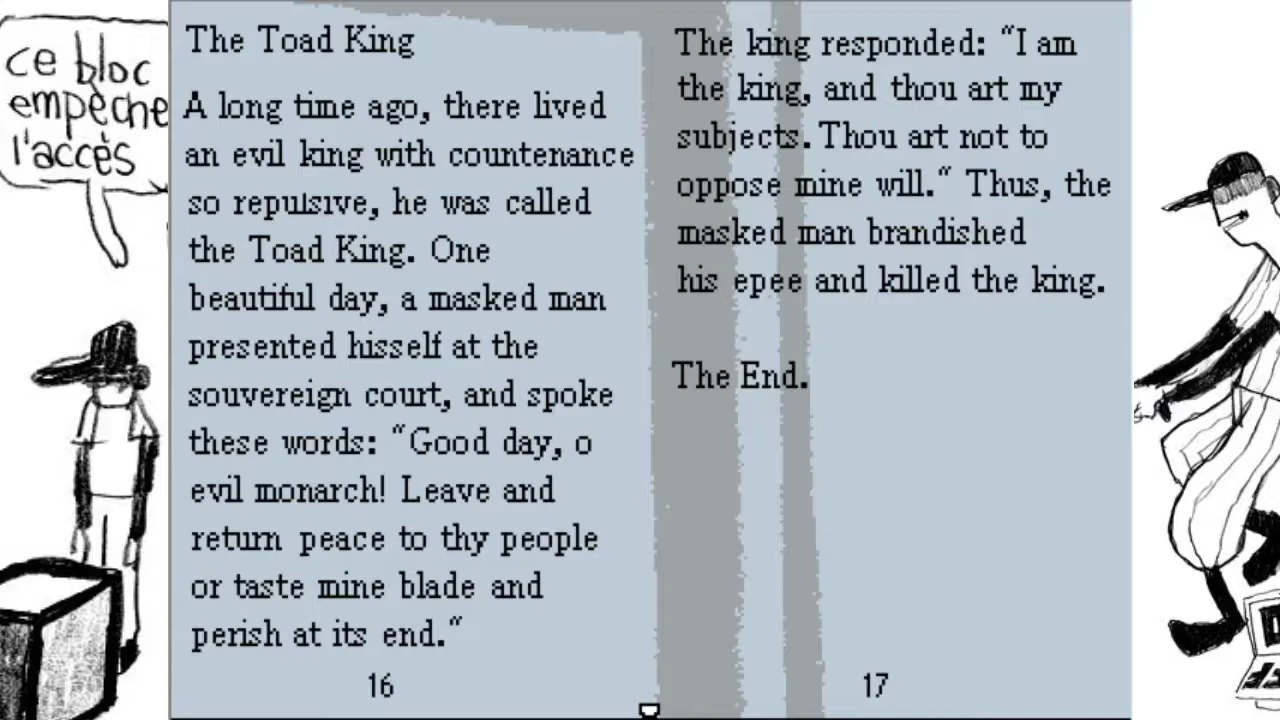 ce bloc
empêche
l'accès
The Toad King
A long time ago, there lived
an evil king with countenance
so repulsive, he was called
the Toad King. One
beautiful day, a masked man
presented hisself at the
souvereign court, and spoke
these words: "Good day, o
evil monarch! Leave and
return peace to thy people
or taste mine blade and
perish at its end."
16
The king responded: "I am
the king, and thou art my
subjects. Thou art not to
oppose mine will." Thus, the
masked man brandished
his epee and killed the king.
The End.
17